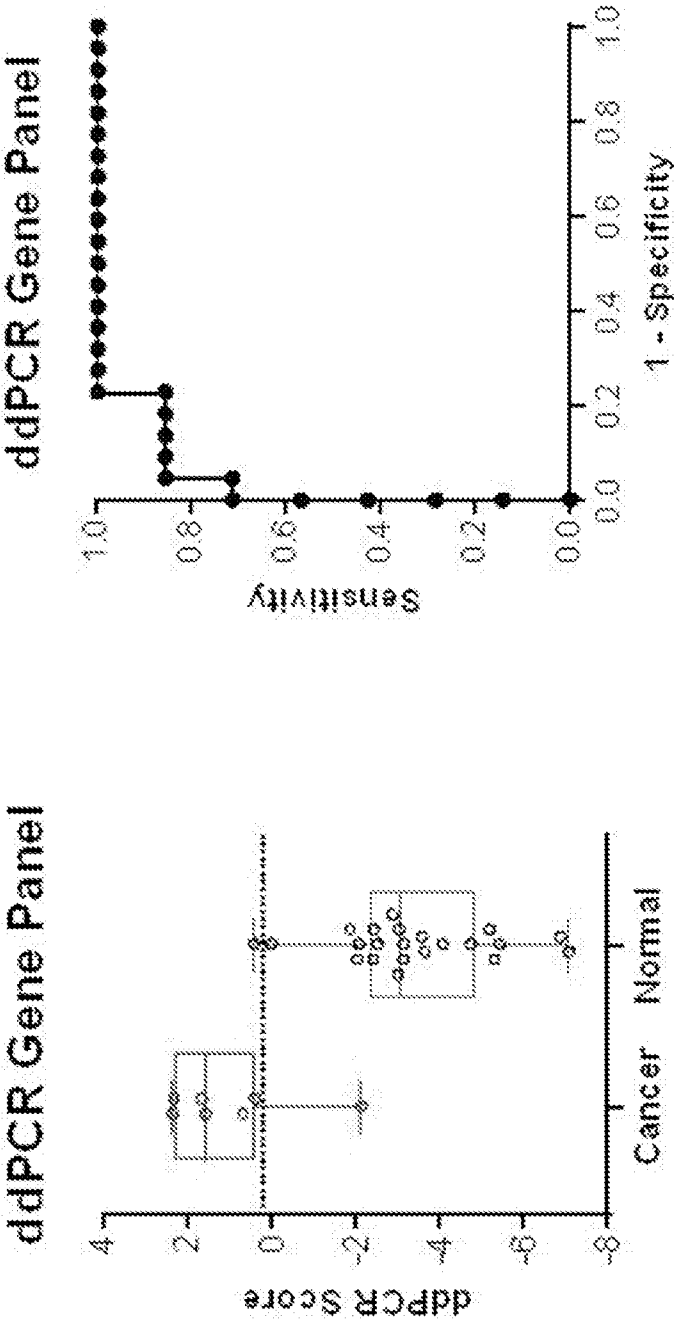 ddPCR Gene Panel
ddPCR Score
4
2
0
-2
-4
-6
-8
Cancer Normal
ddPCR Gene Panel
Sensitivity
1.0
0.8
0.6
0.4
0.2
0.0
0.0 0.2 0.4 0.6 0.8 1.0
1 - Specificity